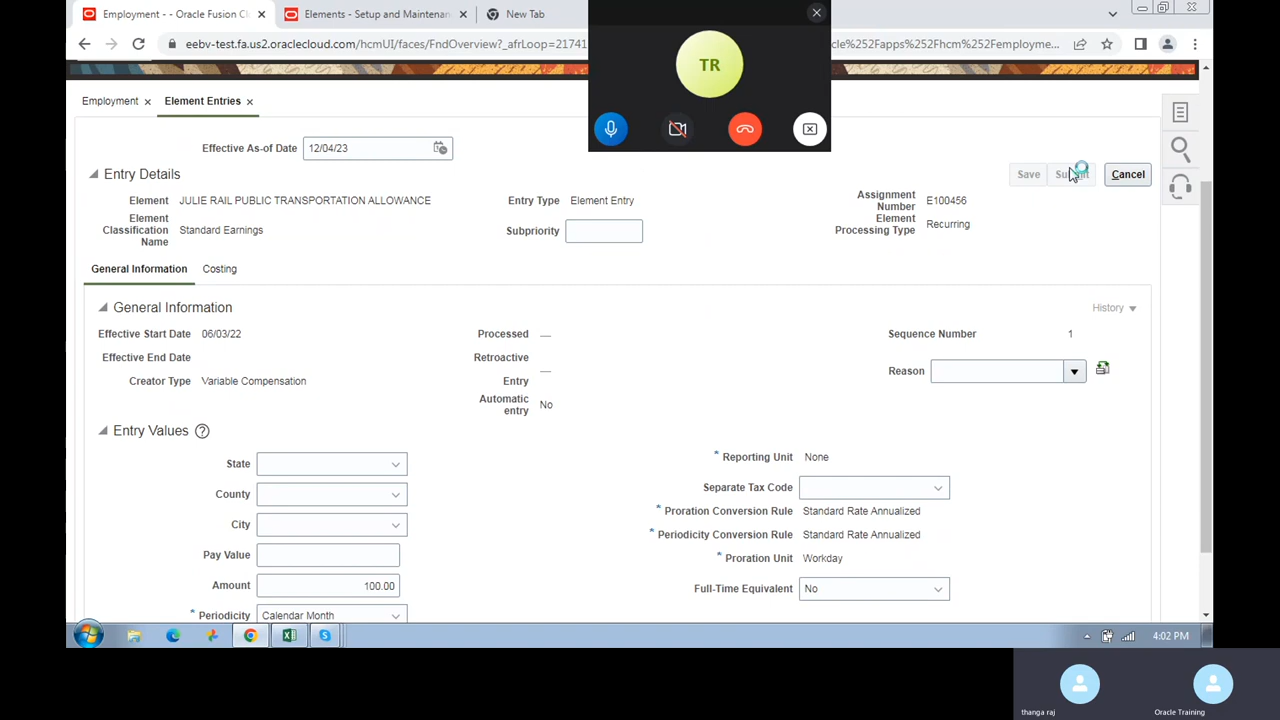 Employment - - Oracle Fusion Cl
Elements - Setup and Maintenan
New Tab
eebv-test.fa.us2.oraclecloud.com/hcmUI/faces/FndOverview?_afrLoop=21741
c%252Fapps%252Fhcm%252Femployme...
TR
Employment
Element Entries
Effective As-of Date 12/04/23
Entry Details
Save Cancel
Element JULIE RAIL PUBLIC TRANSPORTATION ALLOWANCE
Entry Type Element Entry
Assignment Number E100456
Element Classification Name Standard Earnings
Subpriority
Element Processing Type Recurring
General Information Costing
General Information
History
Effective Start Date 06/03/22
Processed —
Sequence Number 1
Effective End Date
Retroactive Entry —
Reason
Creator Type Variable Compensation
Automatic entry No
Entry Values
State
* Reporting Unit None
County
Separate Tax Code
City
* Proration Conversion Rule Standard Rate Annualized
* Periodicity Conversion Rule Standard Rate Annualized
Pay Value
* Proration Unit Workday
Amount 100.00
Full-Time Equivalent No
* Periodicity Calendar Month
4:02 PM
thanga raj
Oracle Training